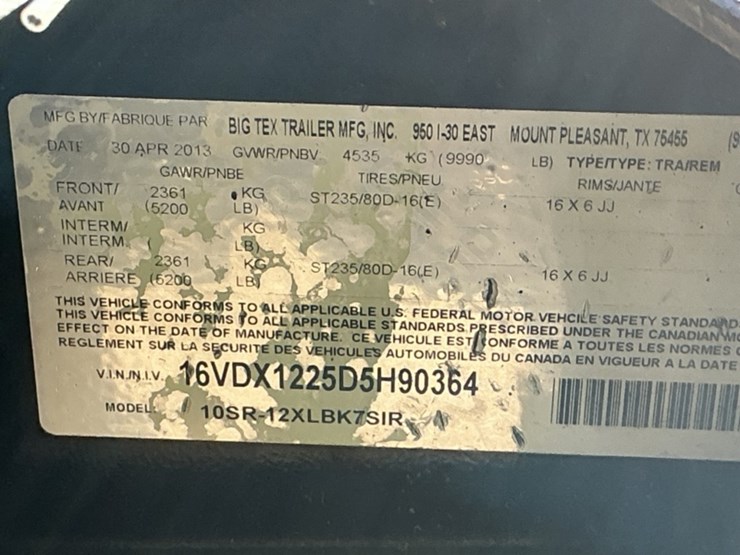 MFG BY/FABRIQUE PAR BIG TEX TRAILER MFG, INC. 950 I-30 EAST MOUNT PLEASANT, TX 75455
DATE 30 APR 2013 GVWR/PNBV 4535 KG (9990 LB) TYPE/TYPE: TRA/REM
GAWR/PNBE TIRES/PNEU RIMS/JANTE
FRONT/ 2361 KG ST235/80D-16(E) 16 X 6 JJ
AVANT (5200 LB)
INTERM/ KG
INTERM. ( LB)
REAR/ 2361 KG ST235/80D-16(E) 16 X 6 JJ
ARRIERE (5200 LB)
THIS VEHICLE CONFORMS TO ALL APPLICABLE U.S. FEDERAL MOTOR VEHCILE SAFETY STANDARD
THIS VEHICLE CONFORMS TO ALL APPLICABLE STANDARDS PRESCRIBED UNDER THE CANADIAN
EFFECT ON THE DATE OF MANUFACTURE. CE VEHICULE EST CONFORME A TOUTES LES NORMES
REGLEMENT SUR LA SECURITE DES VEHICULES AUTOMOBILES DU CANADA EN VIGUEUR A LA DATE
V.I.N./N.I.V. 16VDX1225D5H90364
MODEL: 10SR-12XLBK7SIR